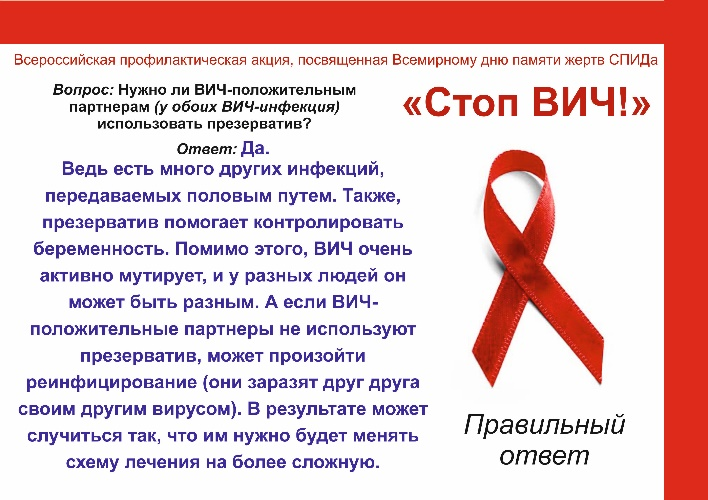 Всероссийская профилактическая акция, посвященная Всемирному дню памяти жертв СПИДа
Вопрос: Нужно ли ВИЧ-положительным
партнерам (у обоих ВИЧ-инфекция)
использовать презерватив?
Ответ: Да.
Ведь есть много других инфекций,
передаваемых половым путем. Также,
презерватив помогает контролировать
беременность. Помимо этого, ВИЧ очень
активно мутирует, и у разных людей он
может быть разным. А если ВИЧ-
положительные партнеры не используют
презерватив, может произойти
реинфицирование (они заразят друг друга
своим другим вирусом). В результате может
случиться так, что им нужно будет менять
схему лечения на более сложную.
«Стоп ВИЧ!»
Правильный
ответ